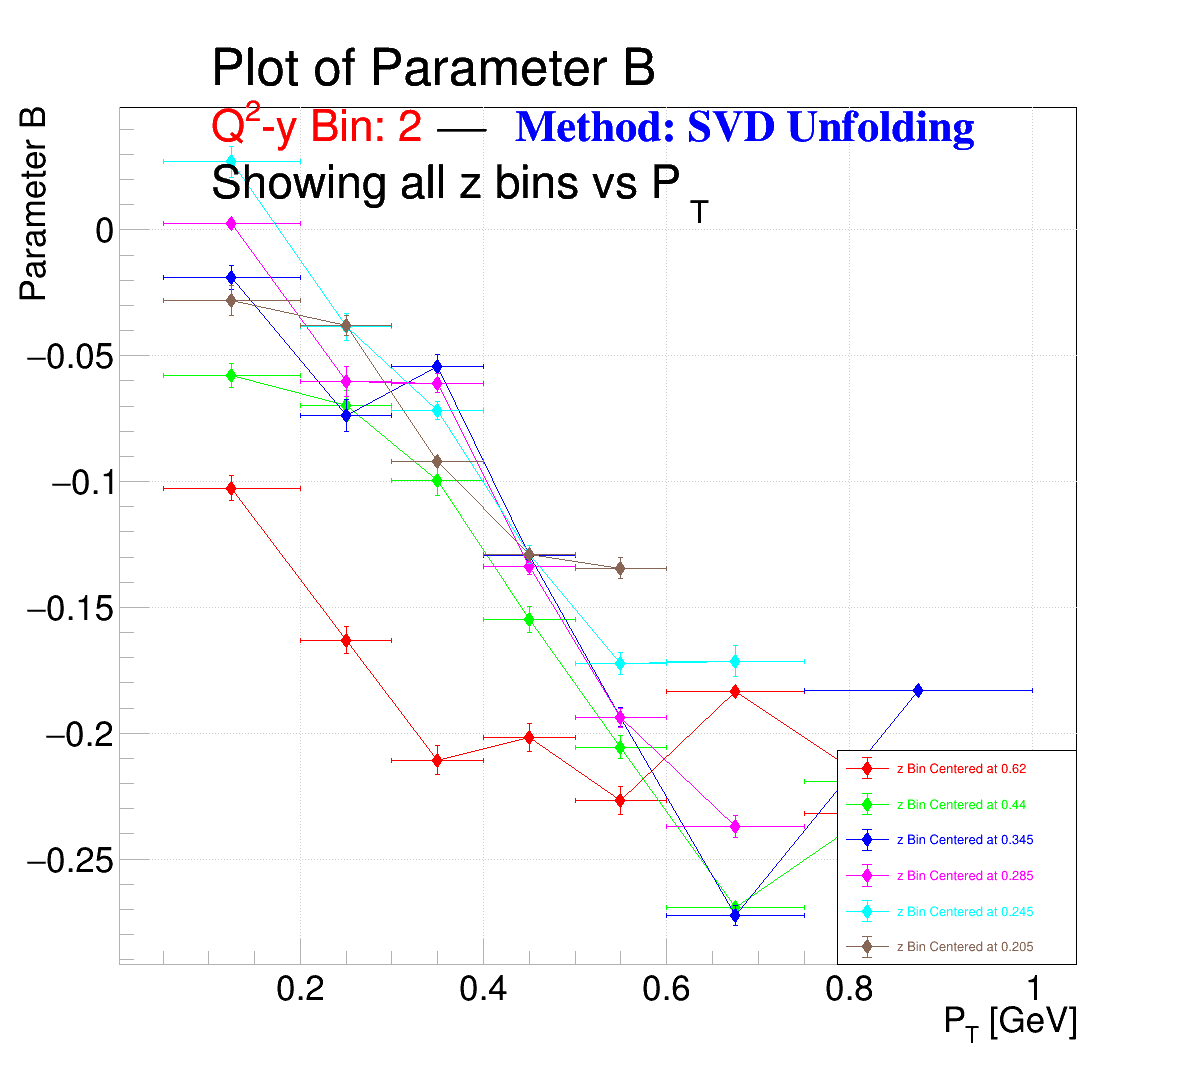 Plot of Parameter B
Q²-y Bin: 2 — Method: SVD Unfolding
Showing all z bins vs P_T
Parameter B
0
−0.05
−0.1
−0.15
−0.2
−0.25
z Bin Centered at 0.62
z Bin Centered at 0.44
z Bin Centered at 0.345
z Bin Centered at 0.285
z Bin Centered at 0.245
z Bin Centered at 0.205
0.2 0.4 0.6 0.8 1
P_T [GeV]